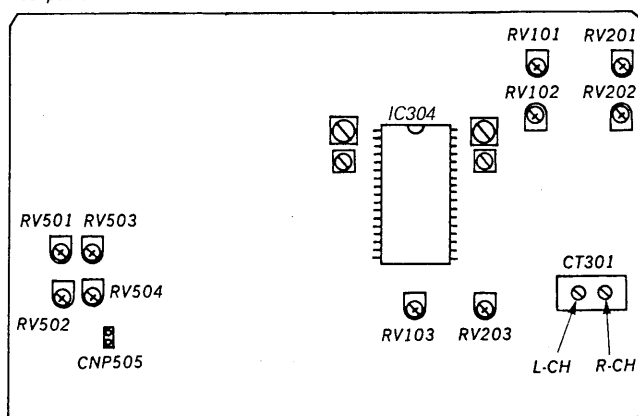 RV101 RV201
RV102 RV202
IC304
RV501 RV503
CT301
RV504
RV502
RV103 RV203
CNP505
L-CH R-CH